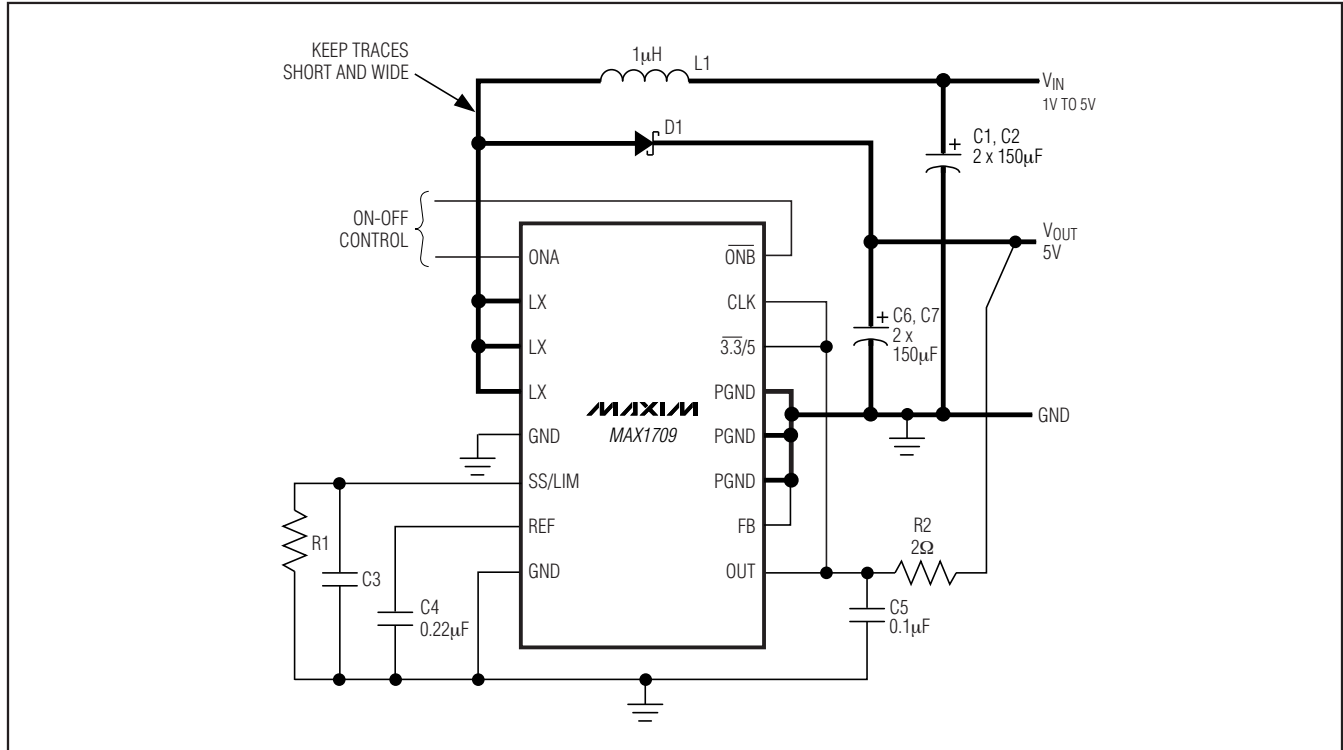 KEEP TRACES
SHORT AND WIDE
1µH
L1
VIN
1V TO 5V
D1
+
C1, C2
2 x 150µF
ON-OFF
CONTROL
VOUT
5V
ONA
ONB
LX
CLK
+
C6, C7
2 x
150µF
LX
3.3/5
LX
PGND
MAXIM
MAX1709
GND
GND
PGND
SS/LIM
PGND
REF
FB
R1
R2
2Ω
GND
OUT
C3
C4
0.22µF
C5
0.1µF